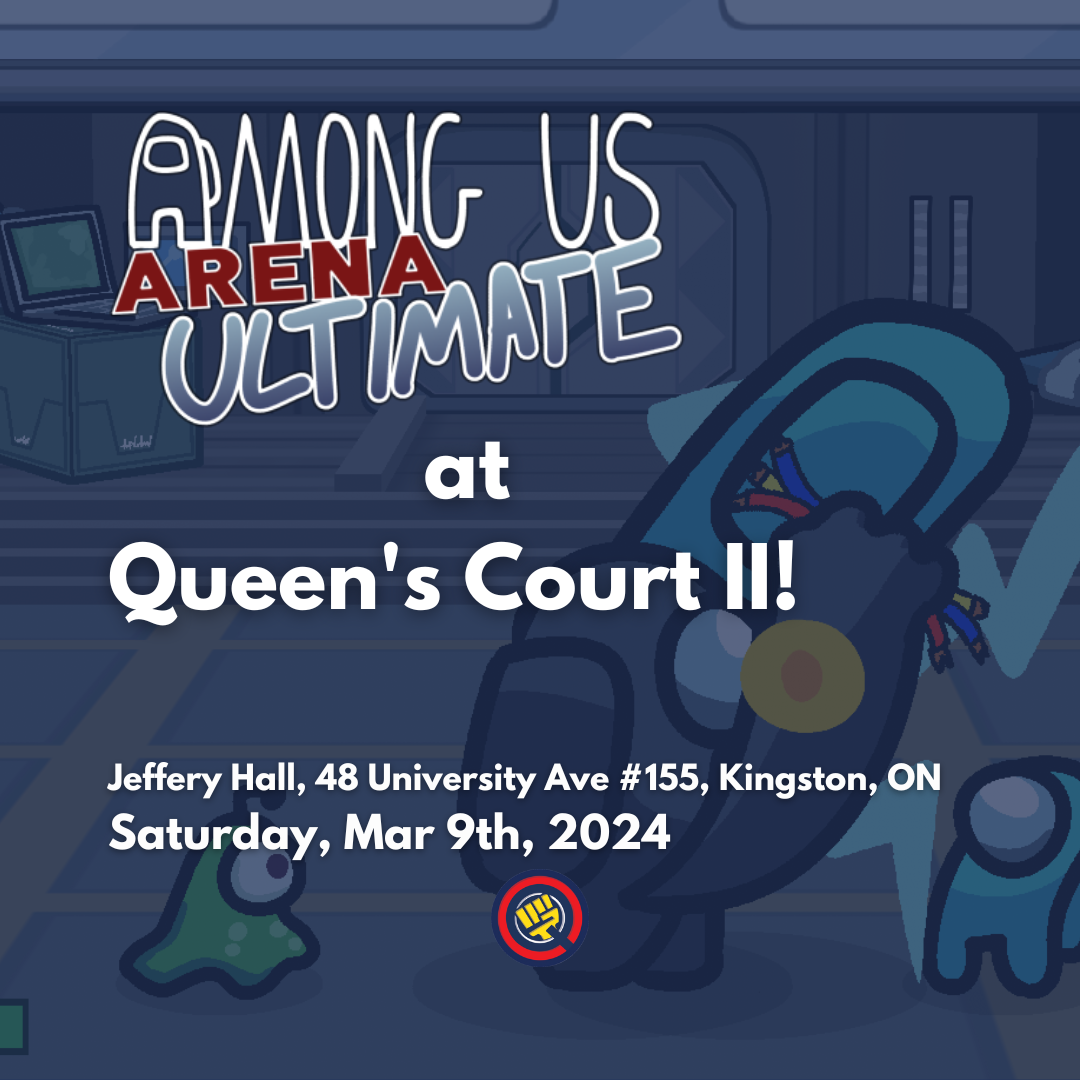 AMONG US
ARENA
ULTIMATE
at
Queen's Court II!
Jeffery Hall, 48 University Ave #155, Kingston, ON
Saturday, Mar 9th, 2024